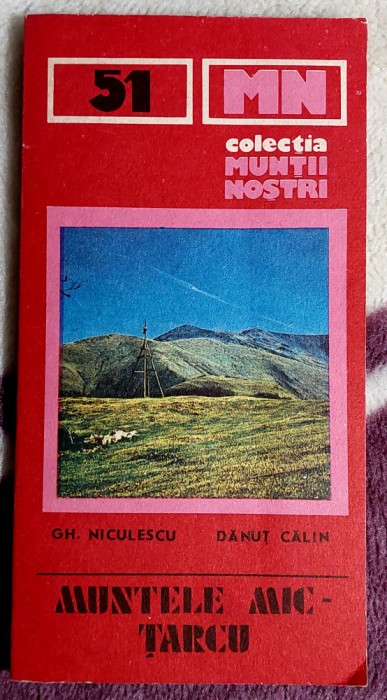 51
MN
colecția
MUNȚII
NOȘTRI
GH. NICULESCU DĂNUȚ CĂLIN
MUNTELE MIC -
ȚARCU